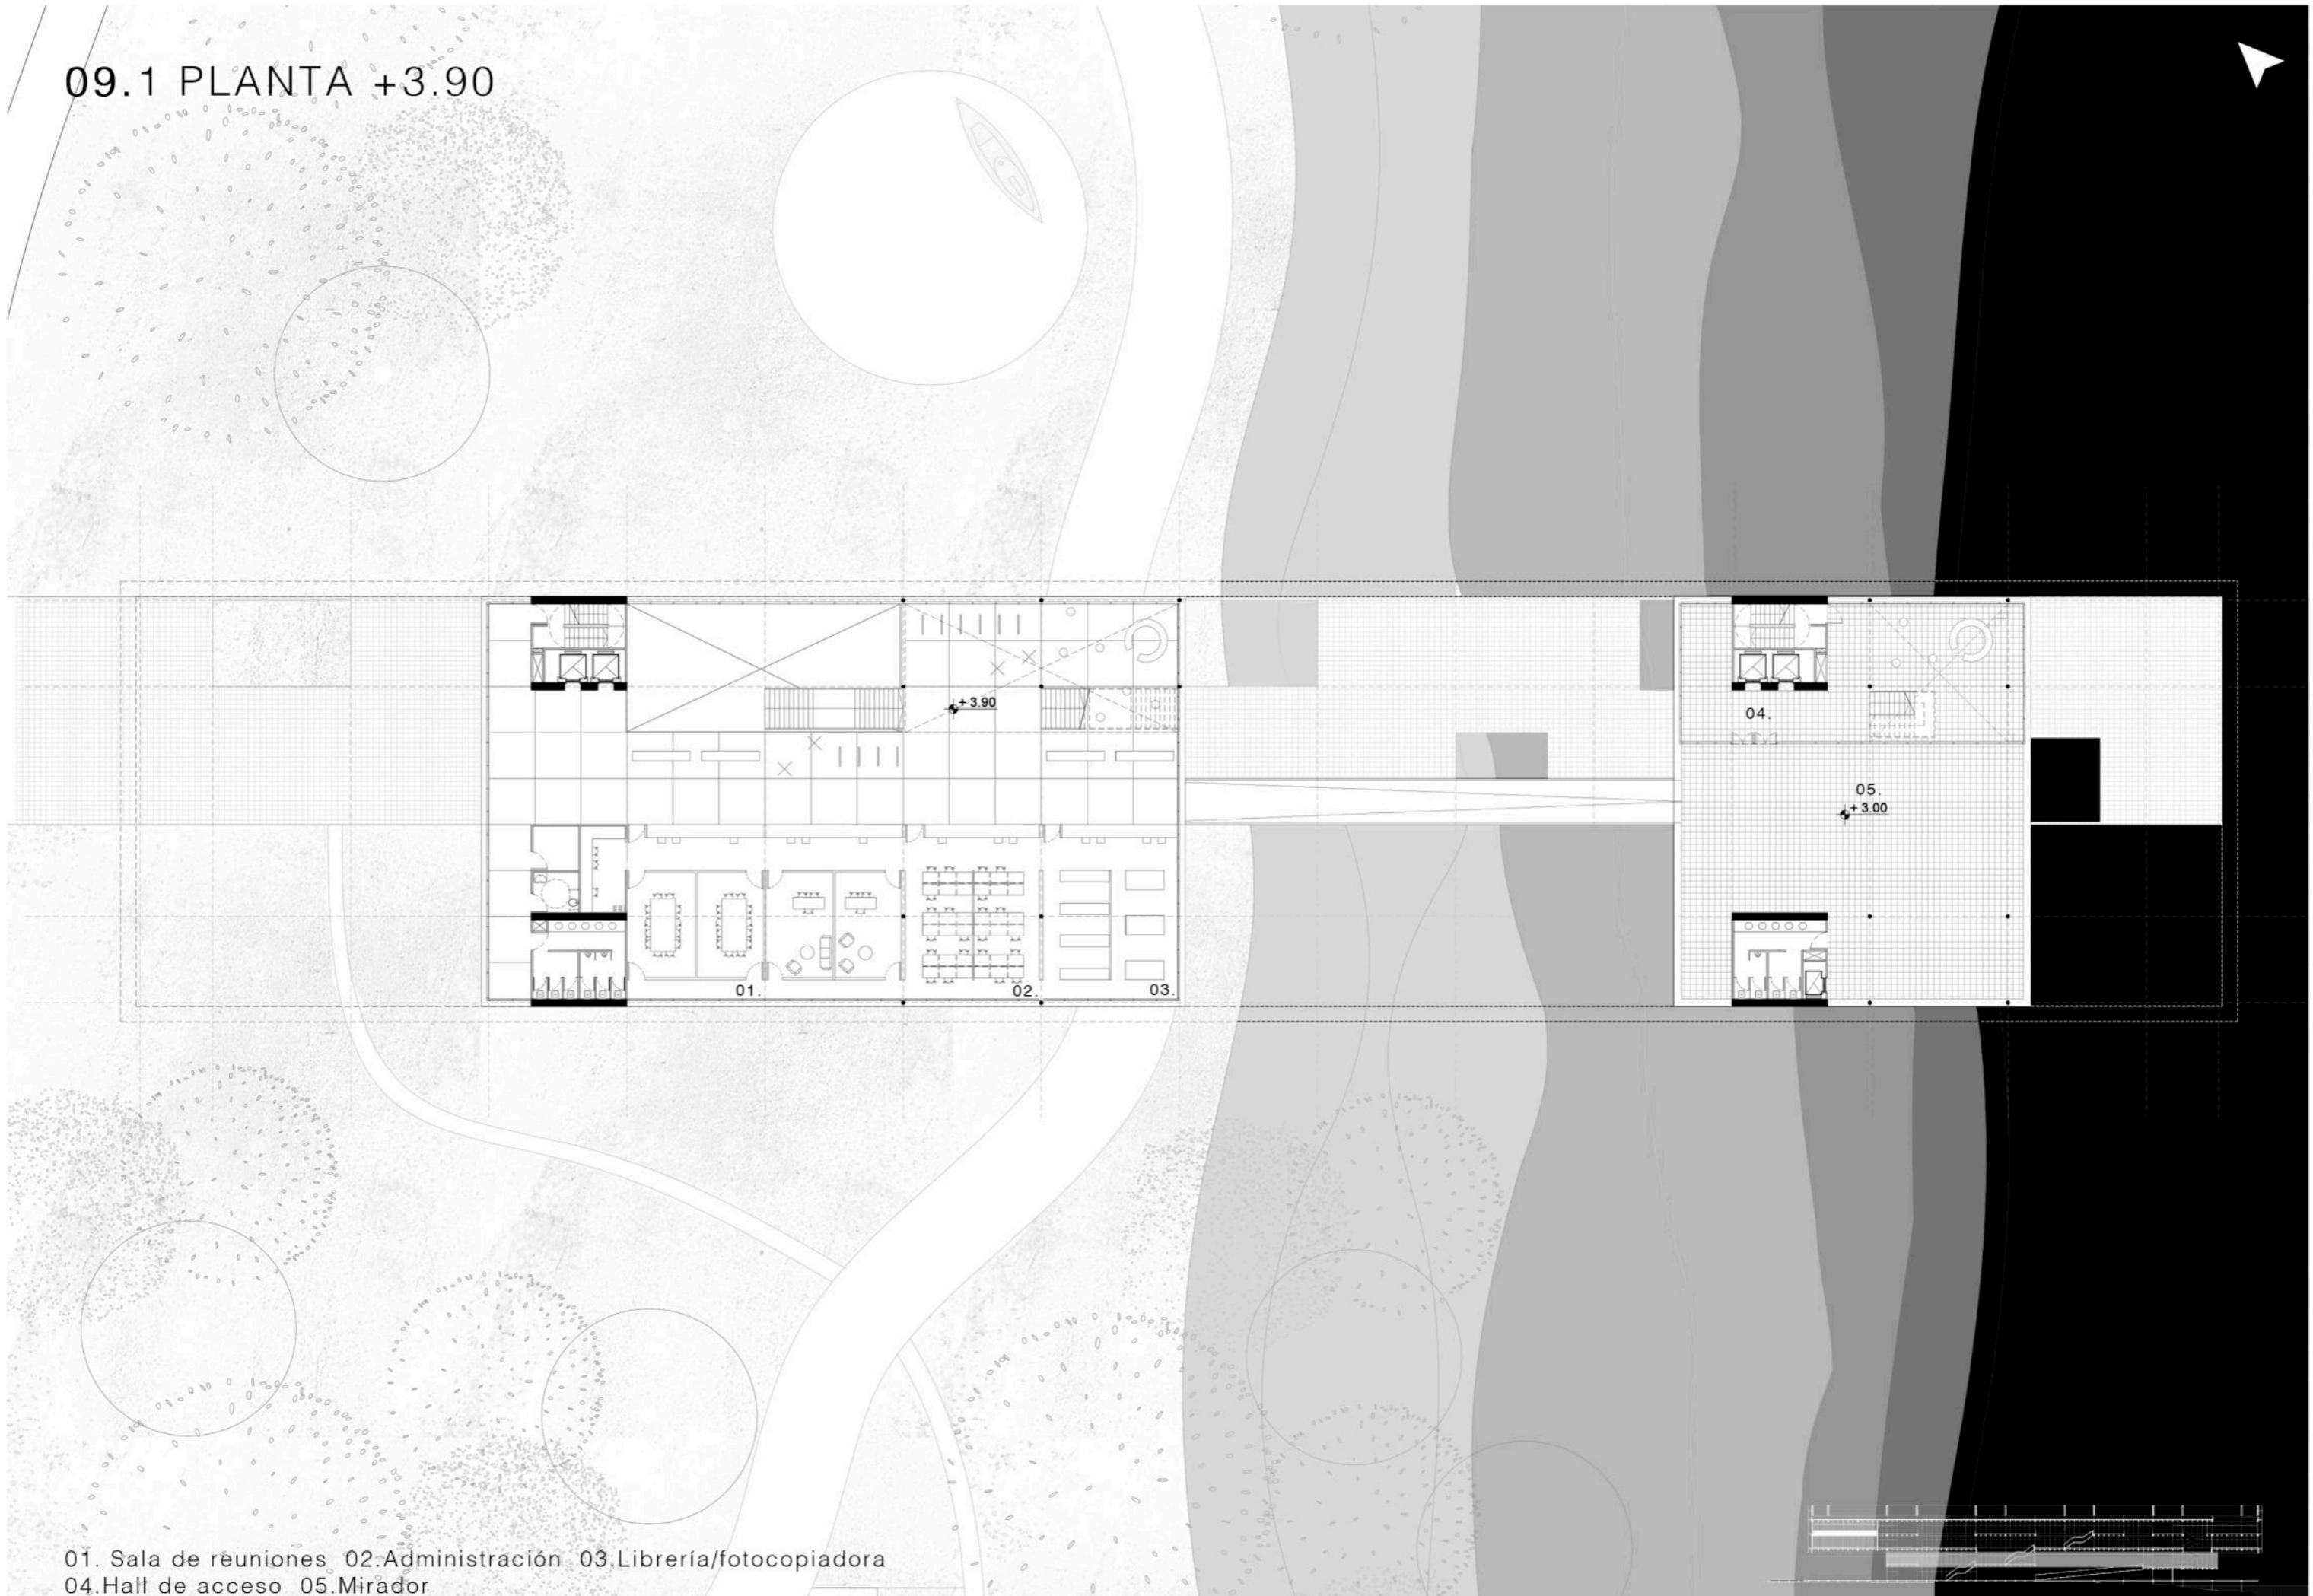 09.1 PLANTA +3.90
+3.90
04.
05.
+3.00
01.
02.
03.
01. Sala de reuniones 02.Administración 03.Librería/fotocopiadora
04.Hall de acceso 05.Mirador